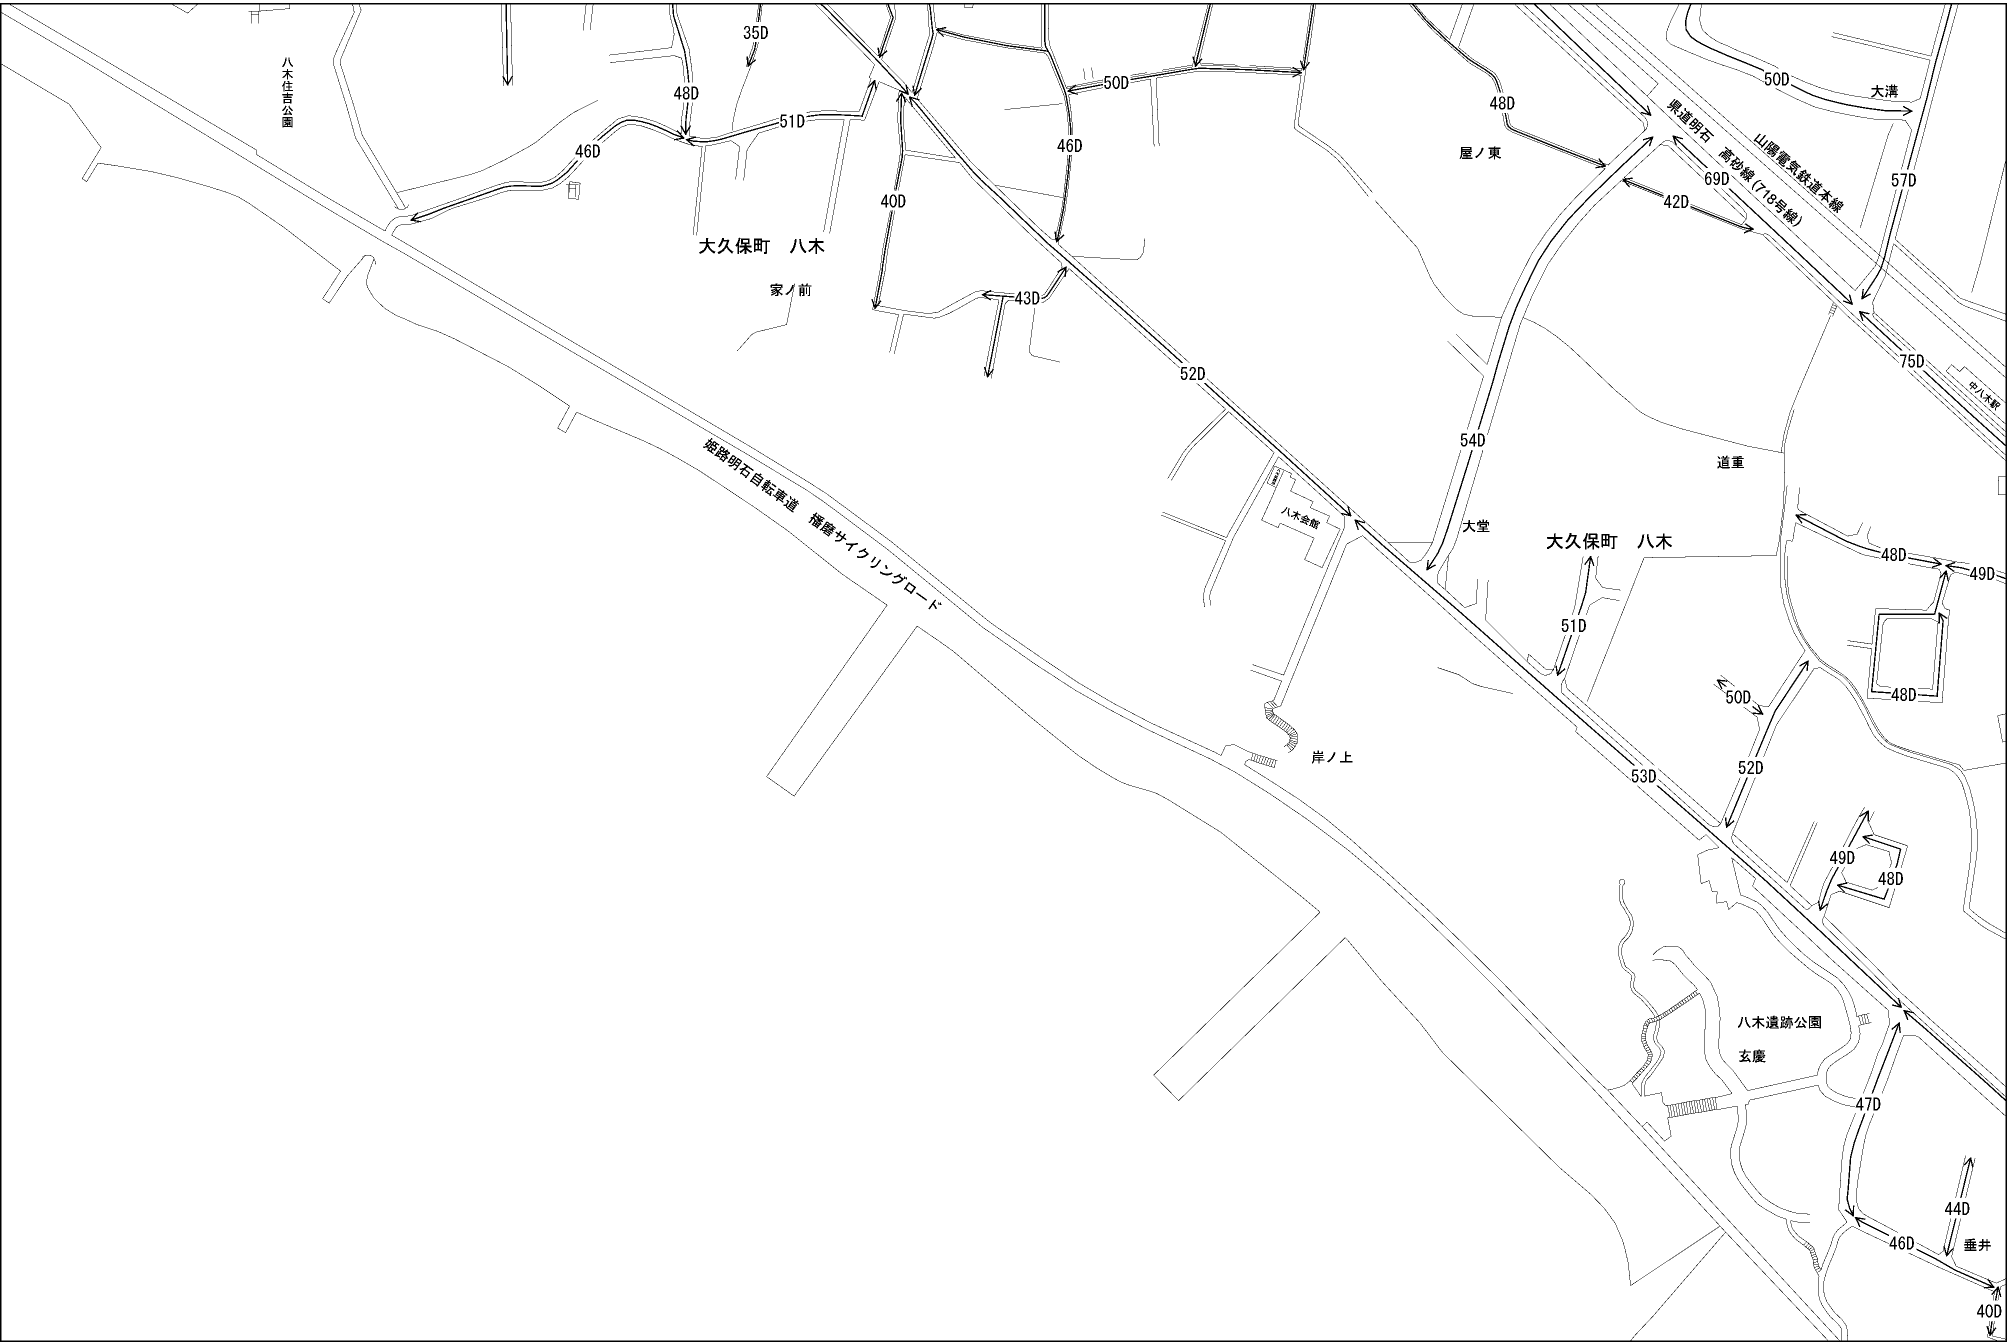 35D
八木住吉公園
48D
50D
50D
大溝
48D
51D
46D
46D
県道明石 高砂線(718号線)
山陽電気鉄道本線
屋ノ東
69D
57D
40D
42D
大久保町 八木
家ノ前
43D
52D
75D
中八木駅
54D
道重
姫路明石自転車道 播磨サイクリングロード
八木会館
大堂
大久保町 八木
48D
49D
51D
48D
50D
岸ノ上
53D
52D
49D
48D
八木遺跡公園
玄慶
47D
44D
46D
垂井
40D